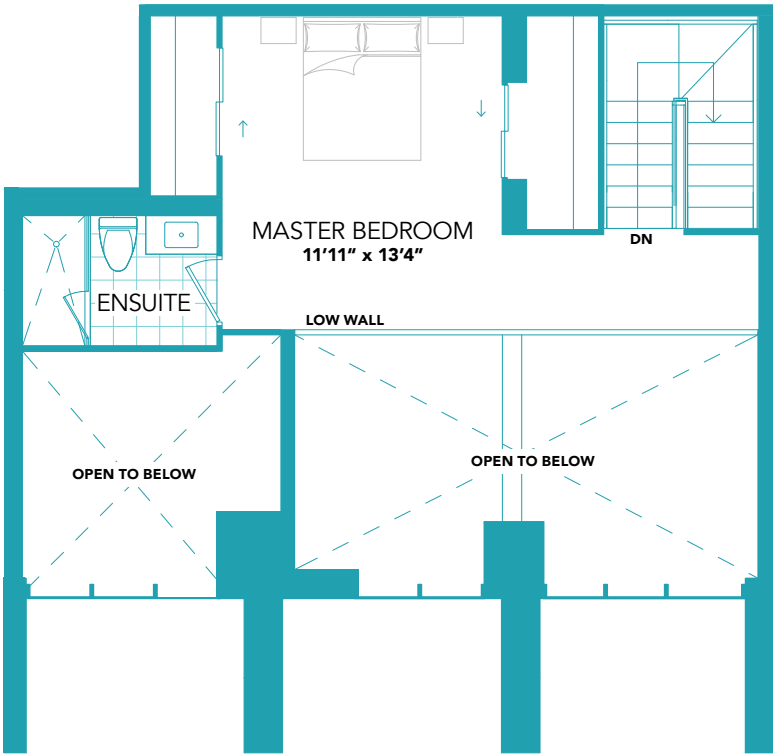 MASTER BEDROOM
11'11" x 13'4"
DN
ENSUITE
LOW WALL
OPEN TO BELOW
OPEN TO BELOW